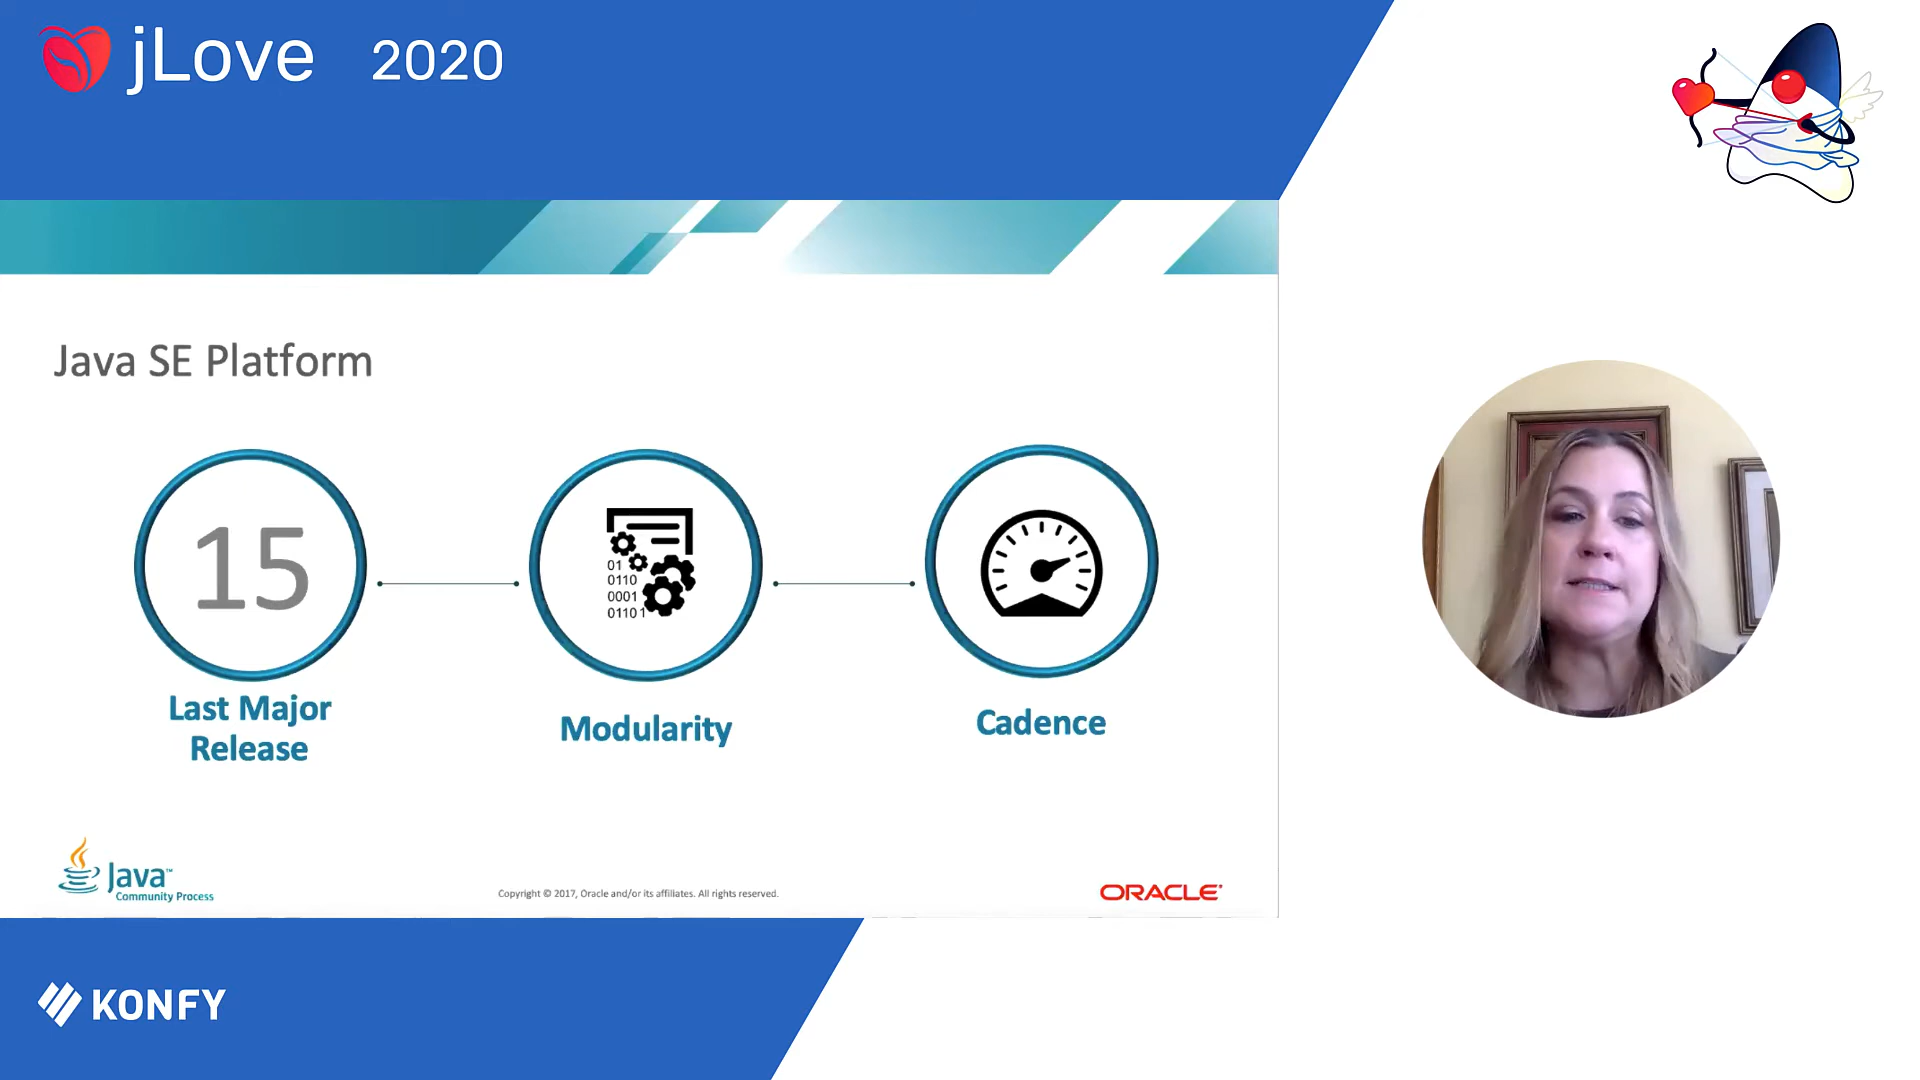 jLove 2020
Java SE Platform
15
01
0110
0001
01101
Last Major
Release
Modularity
Cadence
Java™
Community Process
Copyright © 2017, Oracle and/or its affiliates. All rights reserved.
ORACLE®
KONFY